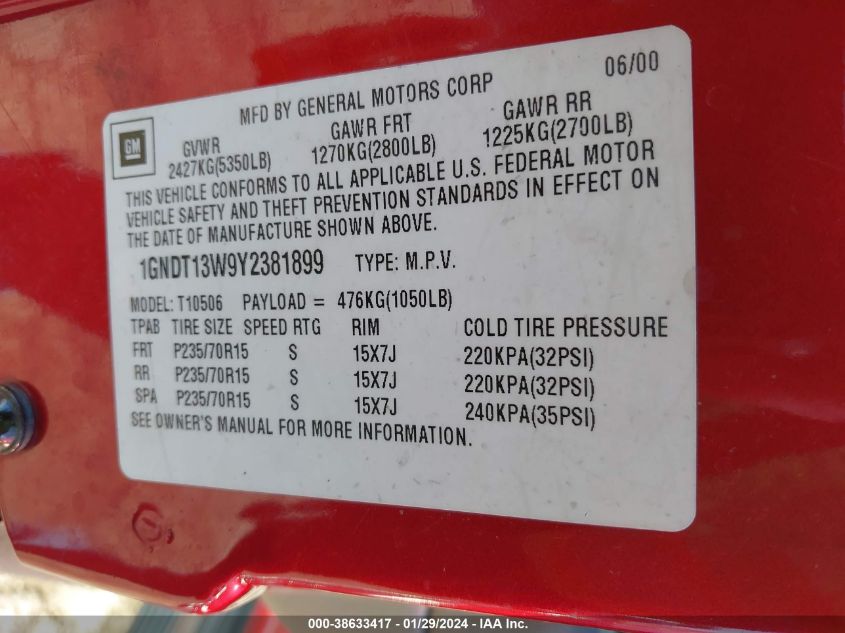 06/00
MFD BY GENERAL MOTORS CORP
GM
GVWR GAWR FRT GAWR RR
2427KG(5350LB) 1270KG(2800LB) 1225KG(2700LB)
THIS VEHICLE CONFORMS TO ALL APPLICABLE U.S. FEDERAL MOTOR
VEHICLE SAFETY AND THEFT PREVENTION STANDARDS IN EFFECT ON
THE DATE OF MANUFACTURE SHOWN ABOVE.
1GNDT13W9Y2381899 TYPE: M.P.V.
MODEL: T10506 PAYLOAD = 476KG(1050LB)
TPAB TIRE SIZE SPEED RTG RIM COLD TIRE PRESSURE
FRT P235/70R15 S 15X7J 220KPA(32PSI)
RR P235/70R15 S 15X7J 220KPA(32PSI)
SPA P235/70R15 S 15X7J 240KPA(35PSI)
SEE OWNER'S MANUAL FOR MORE INFORMATION.
000-38633417 - 01/29/2024 - IAA Inc.